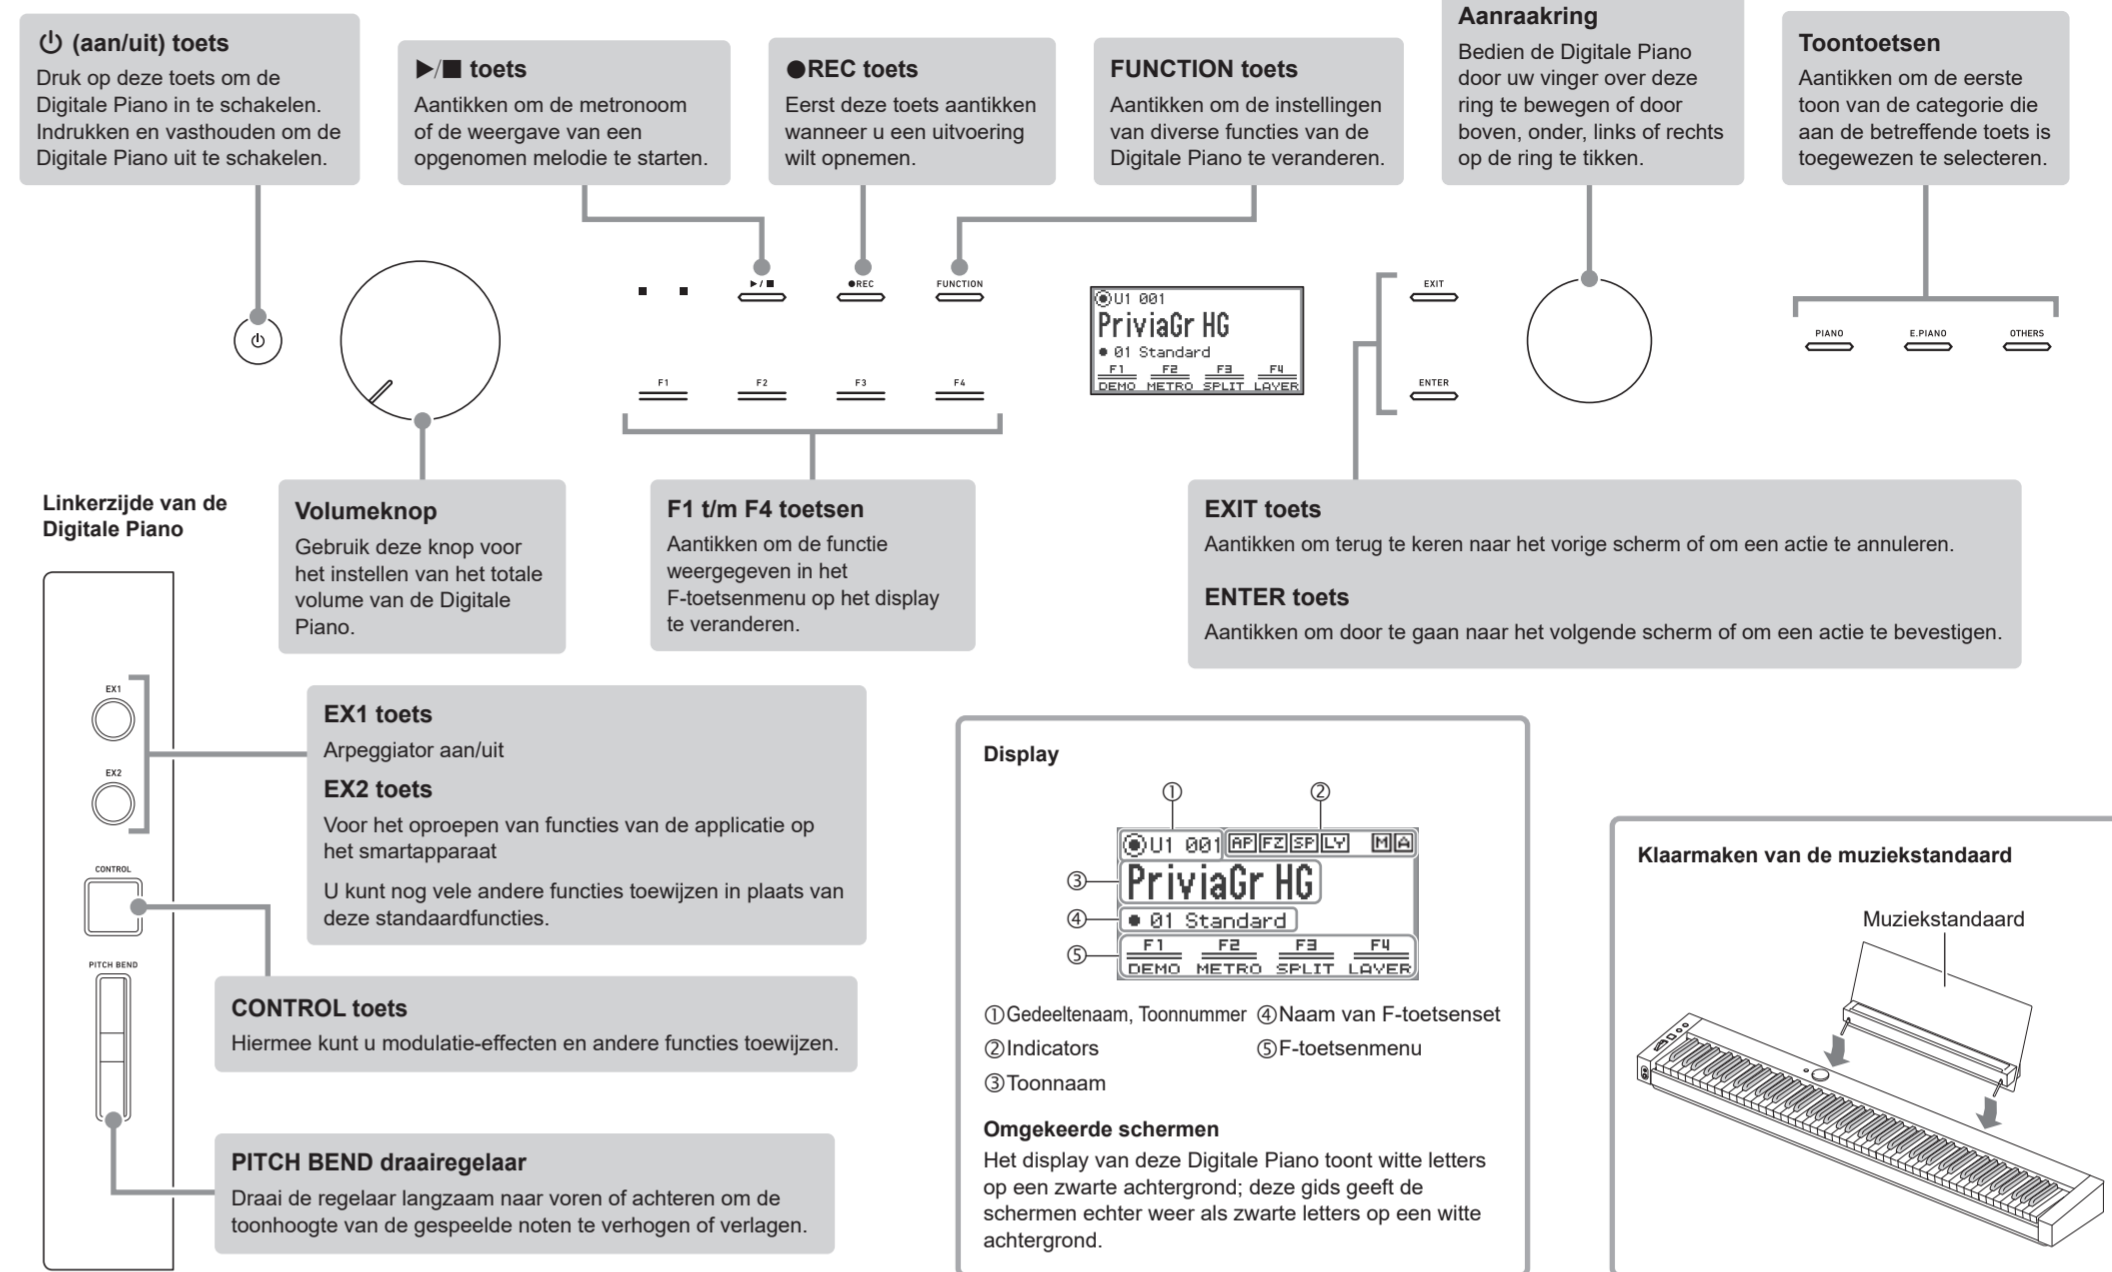 ⏻ (aan/uit) toets
Druk op deze toets om de
Digitale Piano in te schakelen.
Indrukken en vasthouden om de
Digitale Piano uit te schakelen.
▶/■ toets
Aantikken om de metronoom
of de weergave van een
opgenomen melodie te starten.
●REC toets
Eerst deze toets aantikken
wanneer u een uitvoering
wilt opnemen.
FUNCTION toets
Aantikken om de instellingen
van diverse functies van de
Digitale Piano te veranderen.
Aanraakring
Bedien de Digitale Piano
door uw vinger over deze
ring te bewegen of door
boven, onder, links of rechts
op de ring te tikken.
Toontoetsen
Aantikken om de eerste
toon van de categorie die
aan de betreffende toets is
toegewezen te selecteren.
▶/■
●REC
FUNCTION
F1
F2
F3
F4
U1 001
PriviaGr HG
● 01 Standard
F1 F2 F3 F4
DEMO METRO SPLIT LAYER
EXIT
ENTER
PIANO
E.PIANO
OTHERS
Linkerzijde van de
Digitale Piano
Volumeknop
Gebruik deze knop voor
het instellen van het totale
volume van de Digitale
Piano.
F1 t/m F4 toetsen
Aantikken om de functie
weergegeven in het
F-toetsenmenu op het display
te veranderen.
EXIT toets
Aantikken om terug te keren naar het vorige scherm of om een actie te annuleren.
ENTER toets
Aantikken om door te gaan naar het volgende scherm of om een actie te bevestigen.
EX1
EX2
CONTROL
PITCH BEND
EX1 toets
Arpeggiator aan/uit
EX2 toets
Voor het oproepen van functies van de applicatie op
het smartapparaat
U kunt nog vele andere functies toewijzen in plaats van
deze standaardfuncties.
CONTROL toets
Hiermee kunt u modulatie-effecten en andere functies toewijzen.
PITCH BEND draairegelaar
Draai de regelaar langzaam naar voren of achteren om de
toonhoogte van de gespeelde noten te verhogen of verlagen.
Display
① ②
U1 001 AP FZ SP LY M A
③ PriviaGr HG
④ ● 01 Standard
⑤ F1 F2 F3 F4
DEMO METRO SPLIT LAYER
①Gedeeltenaam, Toonnummer ④Naam van F-toetsenset
②Indicators ⑤F-toetsenmenu
③Toonnaam
Omgekeerde schermen
Het display van deze Digitale Piano toont witte letters
op een zwarte achtergrond; deze gids geeft de
schermen echter weer als zwarte letters op een witte
achtergrond.
Klaarmaken van de muziekstandaard
Muziekstandaard